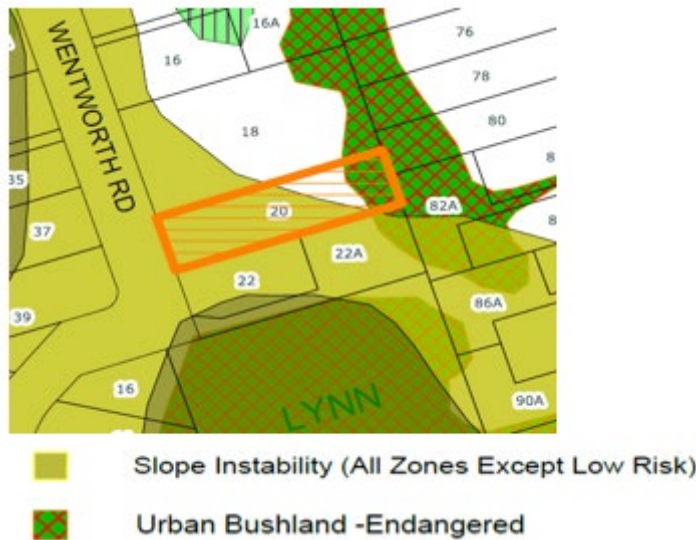 16A
16
76
78
80
18
WENTWORTH RD
35
20
82A
37
22A
22
86A
39
16
LYNN
90A
Slope Instability (All Zones Except Low Risk)
Urban Bushland -Endangered